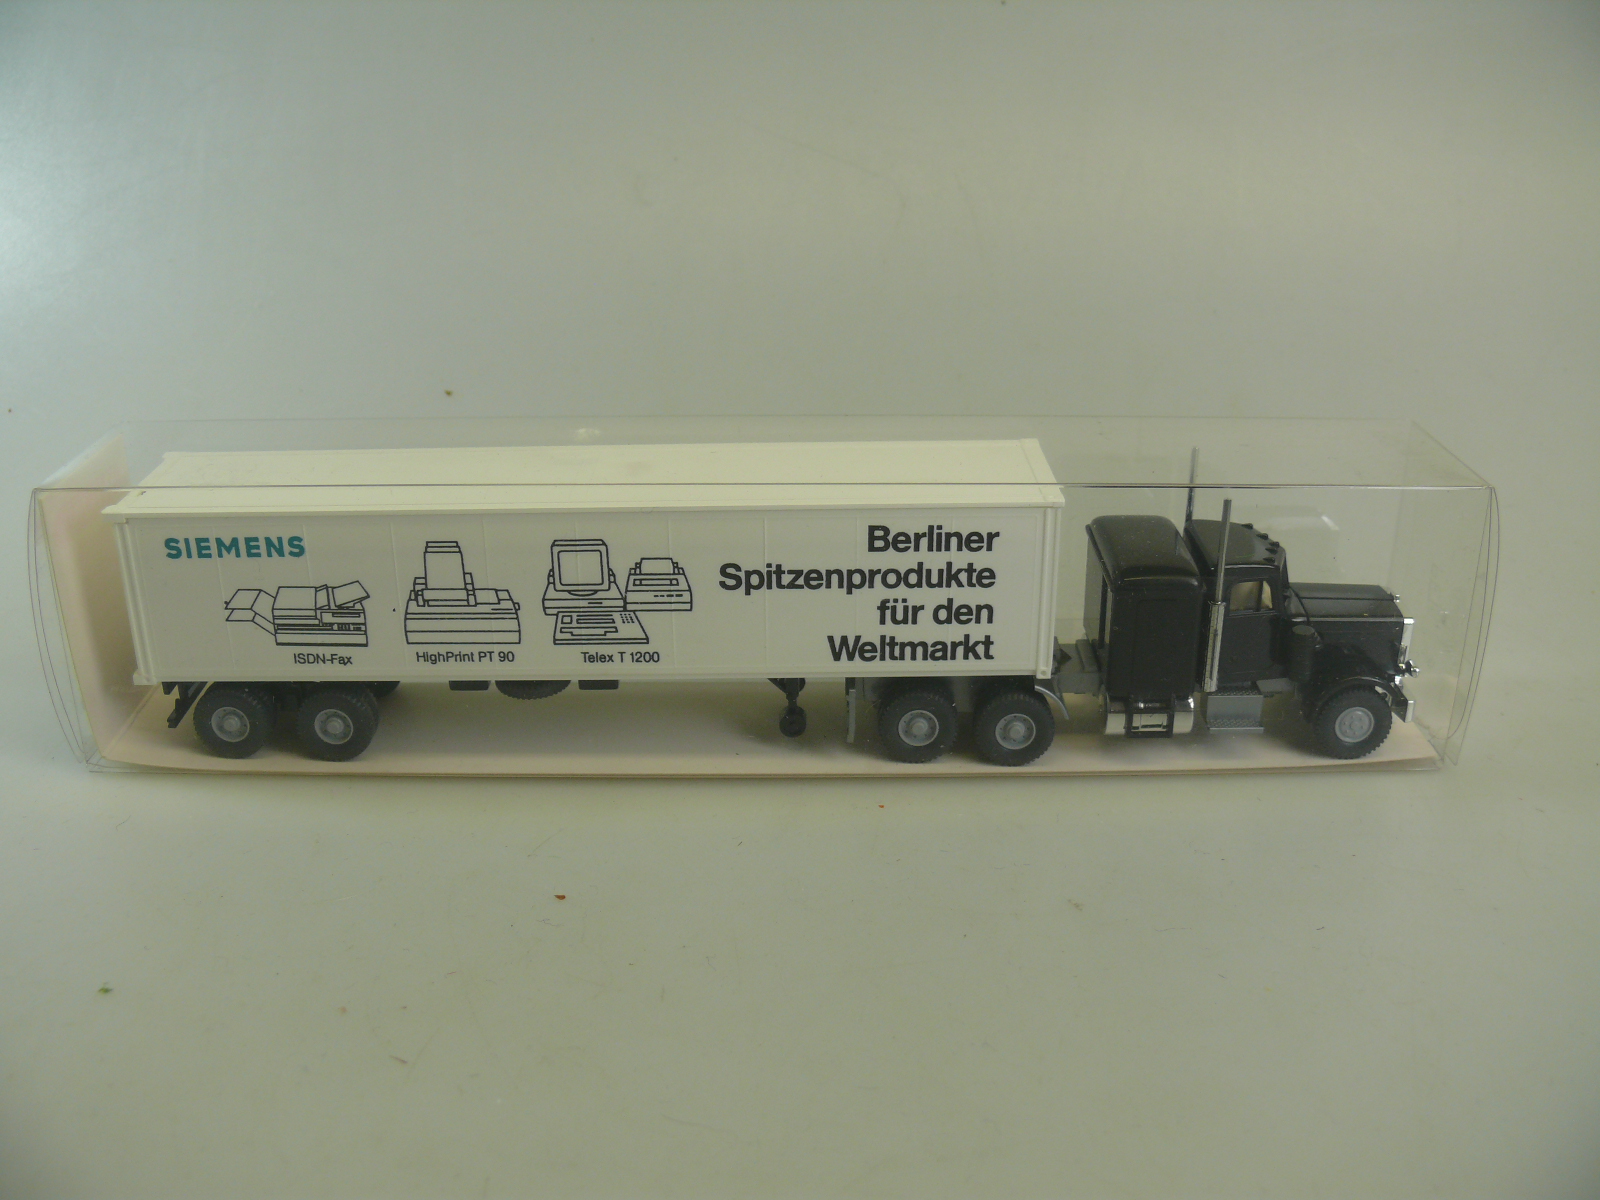 SIEMENS
ISDN-Fax
HighPrint PT 90
Telex T 1200
Berliner
Spitzenprodukte
für den
Weltmarkt